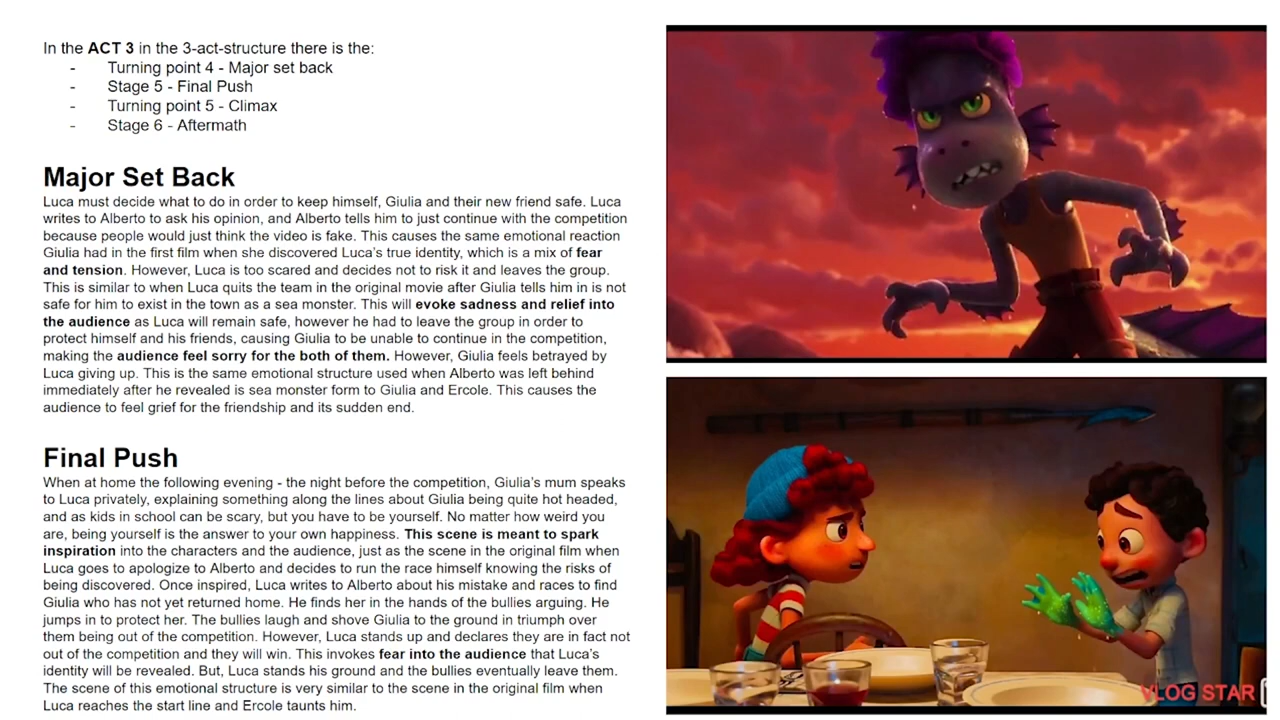 In the ACT 3 in the 3-act-structure there is the:
- Turning point 4 - Major set back
- Stage 5 - Final Push
- Turning point 5 - Climax
- Stage 6 - Aftermath
Major Set Back
Luca must decide what to do in order to keep himself, Giulia and their new friend safe. Luca
writes to Alberto to ask his opinion, and Alberto tells him to just continue with the competition
because people would just think the video is fake. This causes the same emotional reaction
Giulia had in the first film when she discovered Luca's true identity, which is a mix of fear
and tension. However, Luca is too scared and decides not to risk it and leaves the group.
This is similar to when Luca quits the team in the original movie after Giulia tells him in is not
safe for him to exist in the town as a sea monster. This will evoke sadness and relief into
the audience as Luca will remain safe, however he had to leave the group in order to
protect himself and his friends, causing Giulia to be unable to continue in the competition,
making the audience feel sorry for the both of them. However, Giulia feels betrayed by
Luca giving up. This is the same emotional structure used when Alberto was left behind
immediately after he revealed is sea monster form to Giulia and Ercole. This causes the
audience to feel grief for the friendship and its sudden end.
Final Push
When at home the following evening - the night before the competition, Giulia's mum speaks
to Luca privately, explaining something along the lines about Giulia being quite hot headed,
and as kids in school can be scary, but you have to be yourself. No matter how weird you
are, being yourself is the answer to your own happiness. This scene is meant to spark
inspiration into the characters and the audience, just as the scene in the original film when
Luca goes to apologize to Alberto and decides to run the race himself knowing the risks of
being discovered. Once inspired, Luca writes to Alberto about his mistake and races to find
Giulia who has not yet returned home. He finds her in the hands of the bullies arguing. He
jumps in to protect her. The bullies laugh and shove Giulia to the ground in triumph over
them being out of the competition. However, Luca stands up and declares they are in fact not
out of the competition and they will win. This invokes fear into the audience that Luca's
identity will be revealed. But, Luca stands his ground and the bullies eventually leave them.
The scene of this emotional structure is very similar to the scene in the original film when
Luca reaches the start line and Ercole taunts him.
VLOG STAR